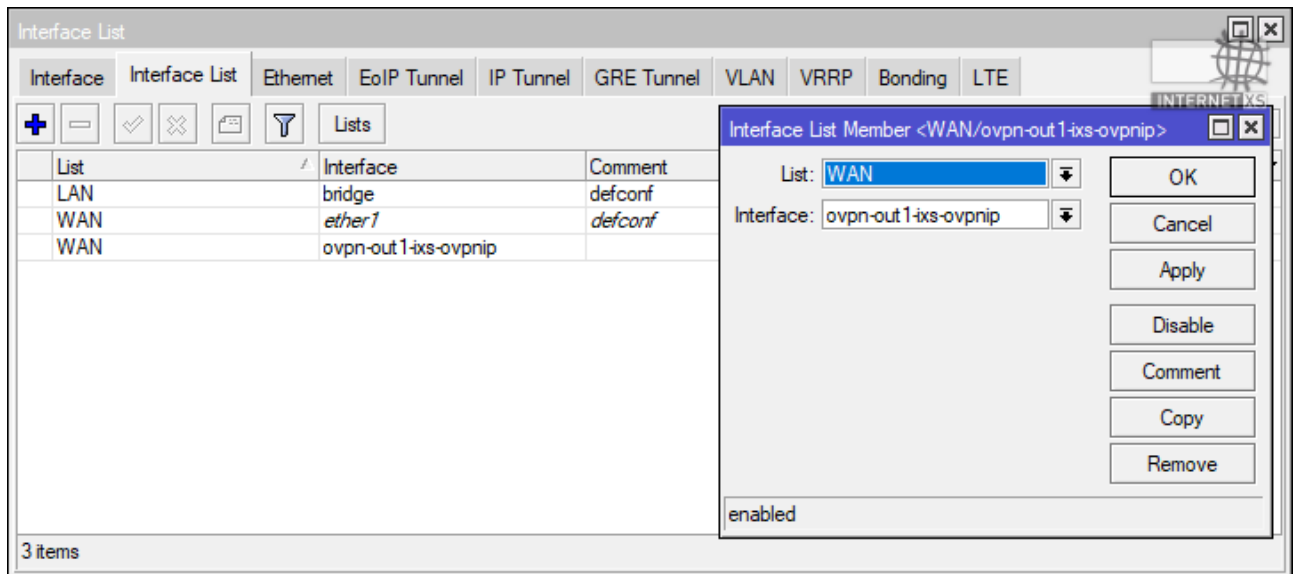 Interface List
Interface Interface List Ethernet EoIP Tunnel IP Tunnel GRE Tunnel VLAN VRRP Bonding LTE
INTERNET XS
Lists
List Interface Comment
LAN bridge defconf
WAN ether1 defconf
WAN ovpn-out1-ixs-ovpnip
3 items
Interface List Member <WAN/ovpn-out1-ixs-ovpnip>
List: WAN
Interface: ovpn-out1-ixs-ovpnip
OK
Cancel
Apply
Disable
Comment
Copy
Remove
enabled